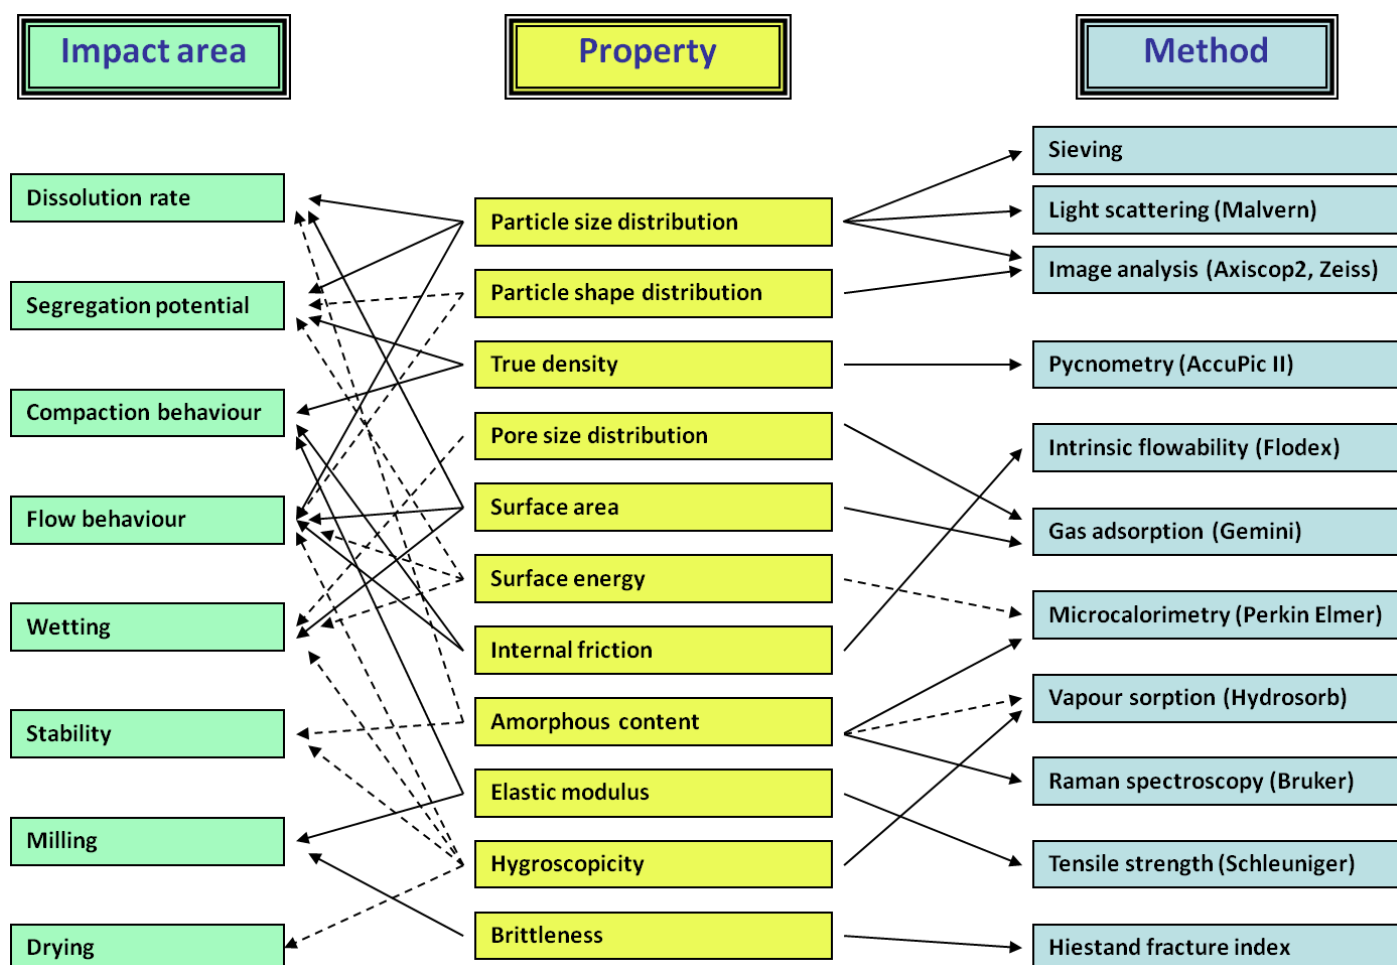 Impact area
Property
Method
Dissolution rate
Segregation potential
Compaction behaviour
Flow behaviour
Wetting
Stability
Milling
Drying
Particle size distribution
Particle shape distribution
True density
Pore size distribution
Surface area
Surface energy
Internal friction
Amorphous content
Elastic modulus
Hygroscopicity
Brittleness
Sieving
Light scattering (Malvern)
Image analysis (Axiscop2, Zeiss)
Pycnometry (AccuPic II)
Intrinsic flowability (Flodex)
Gas adsorption (Gemini)
Microcalorimetry (Perkin Elmer)
Vapour sorption (Hydrosorb)
Raman spectroscopy (Bruker)
Tensile strength (Schleuniger)
Hiestand fracture index